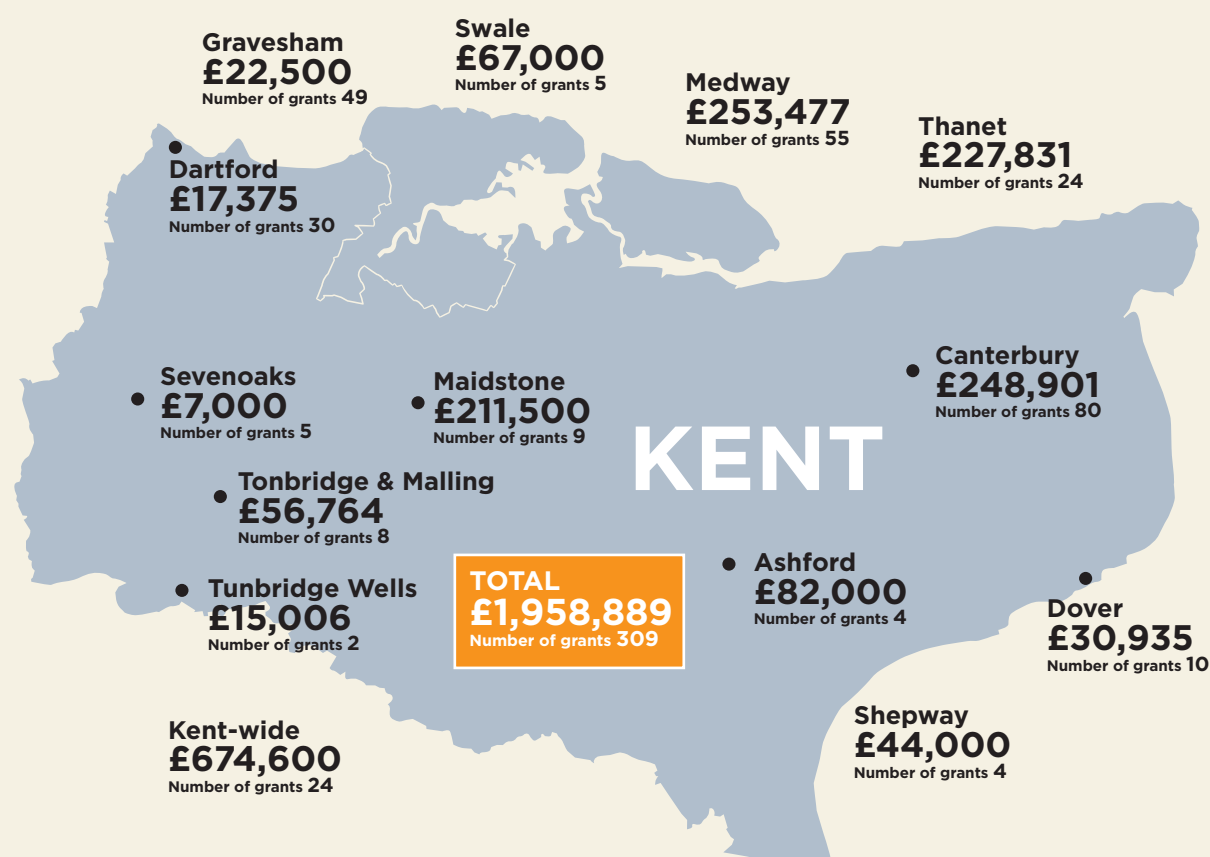 Gravesham
£22,500
Number of grants 49
Swale
£67,000
Number of grants 5
Medway
£253,477
Number of grants 55
Thanet
£227,831
Number of grants 24
Dartford
£17,375
Number of grants 30
Sevenoaks
£7,000
Number of grants 5
Maidstone
£211,500
Number of grants 9
Canterbury
£248,901
Number of grants 80
KENT
Tonbridge & Malling
£56,764
Number of grants 8
Tunbridge Wells
£15,006
Number of grants 2
TOTAL
£1,958,889
Number of grants 309
Ashford
£82,000
Number of grants 4
Dover
£30,935
Number of grants 10
Kent-wide
£674,600
Number of grants 24
Shepway
£44,000
Number of grants 4